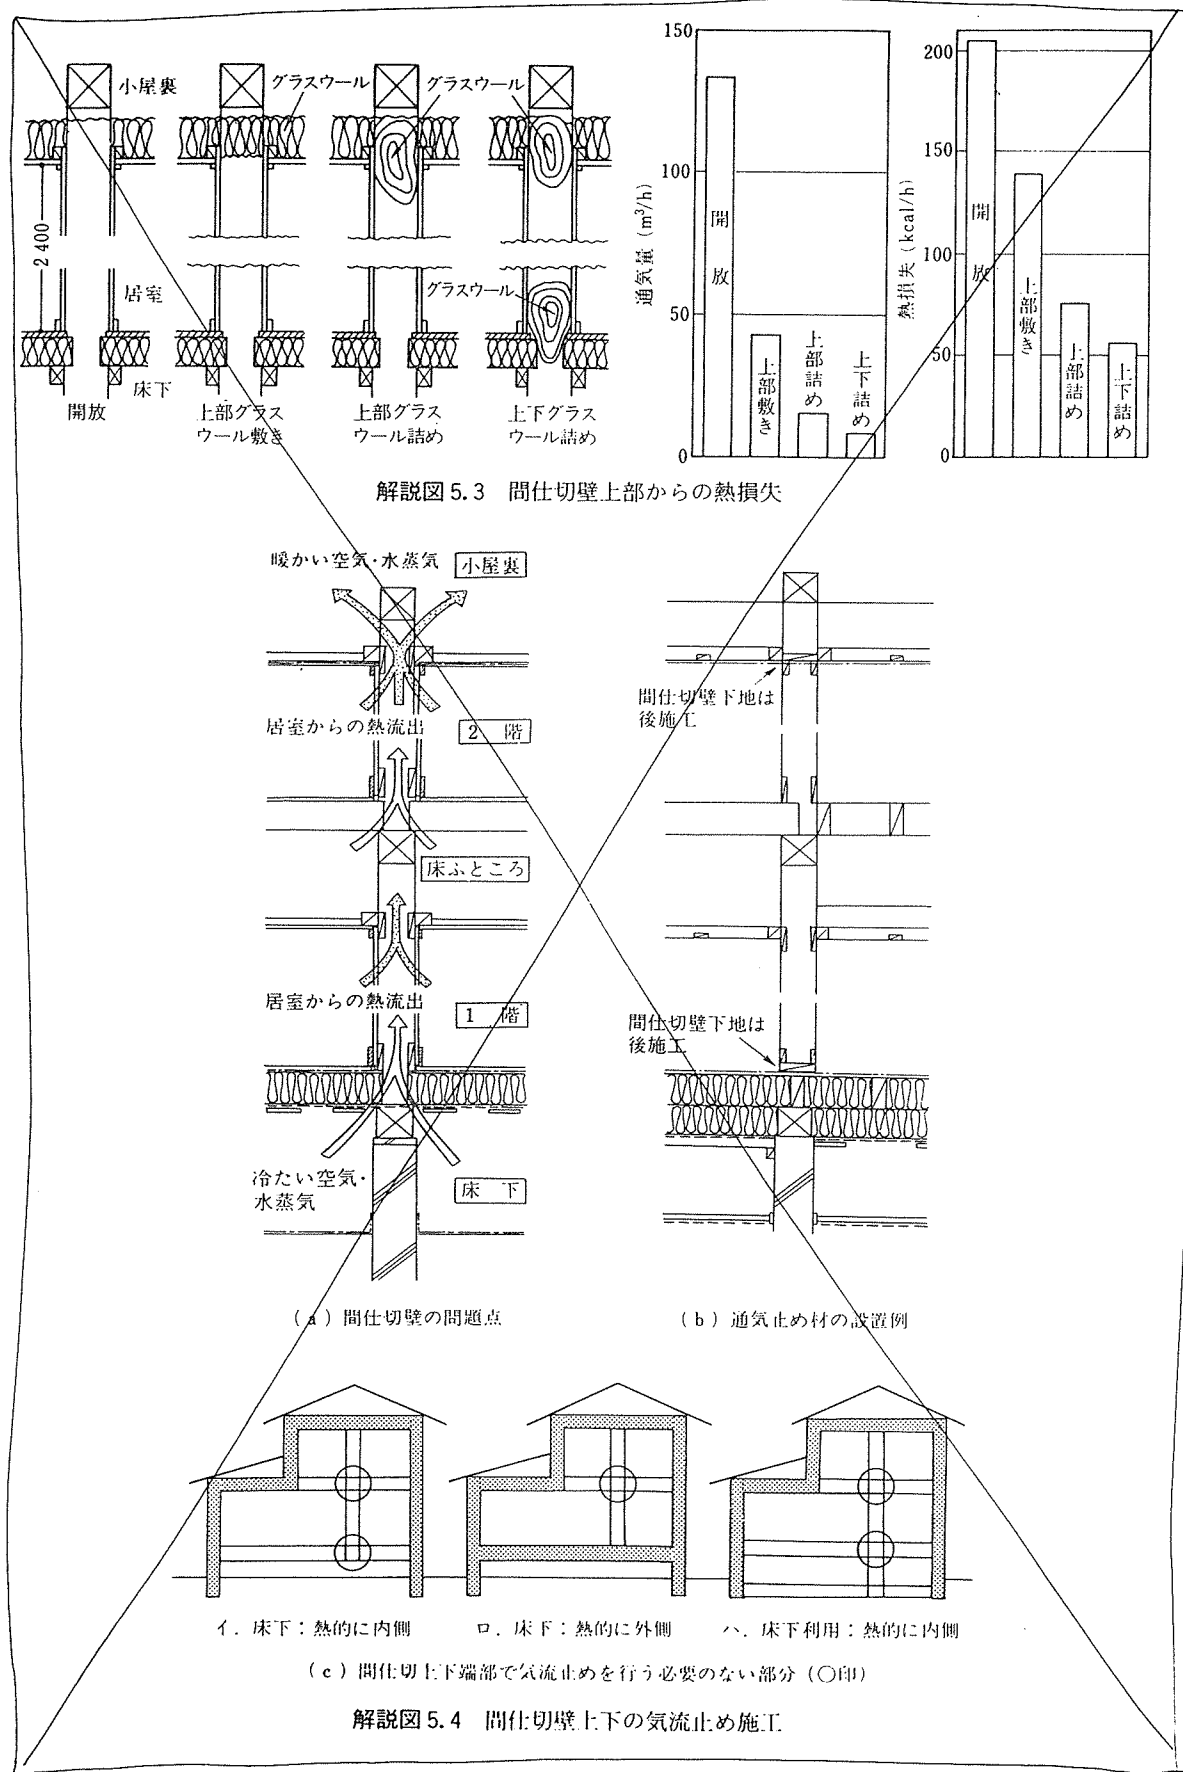 小屋裏
グラスウール
グラスウール
2400
居室
グラスウール
床下
開放
上部グラス
ウール敷き
上部グラス
ウール詰め
上下グラス
ウール詰め
150
100
50
0
通気量(m³/h)
開放
上部敷き
上部詰め
上下詰め
200
150
100
50
0
熱損失(kcal/h)
開放
上部敷き
上部詰め
上下詰め
解説図5.3 間仕切壁上部からの熱損失
暖かい空気・水蒸気
小屋裏
居室からの熱流出
2 階
床ふところ
居室からの熱流出
1 階
冷たい空気・
水蒸気
床 下
(a)間仕切壁の問題点
間仕切壁下地は
後施工
間仕切壁下地は
後施工
(b)通気止め材の設置例
イ.床下:熱的に内側
ロ.床下:熱的に外側
ハ.床下利用:熱的に内側
(c)間仕切上下端部で気流止めを行う必要のない部分(○印)
解説図5.4 間仕切壁上下の気流止め施工